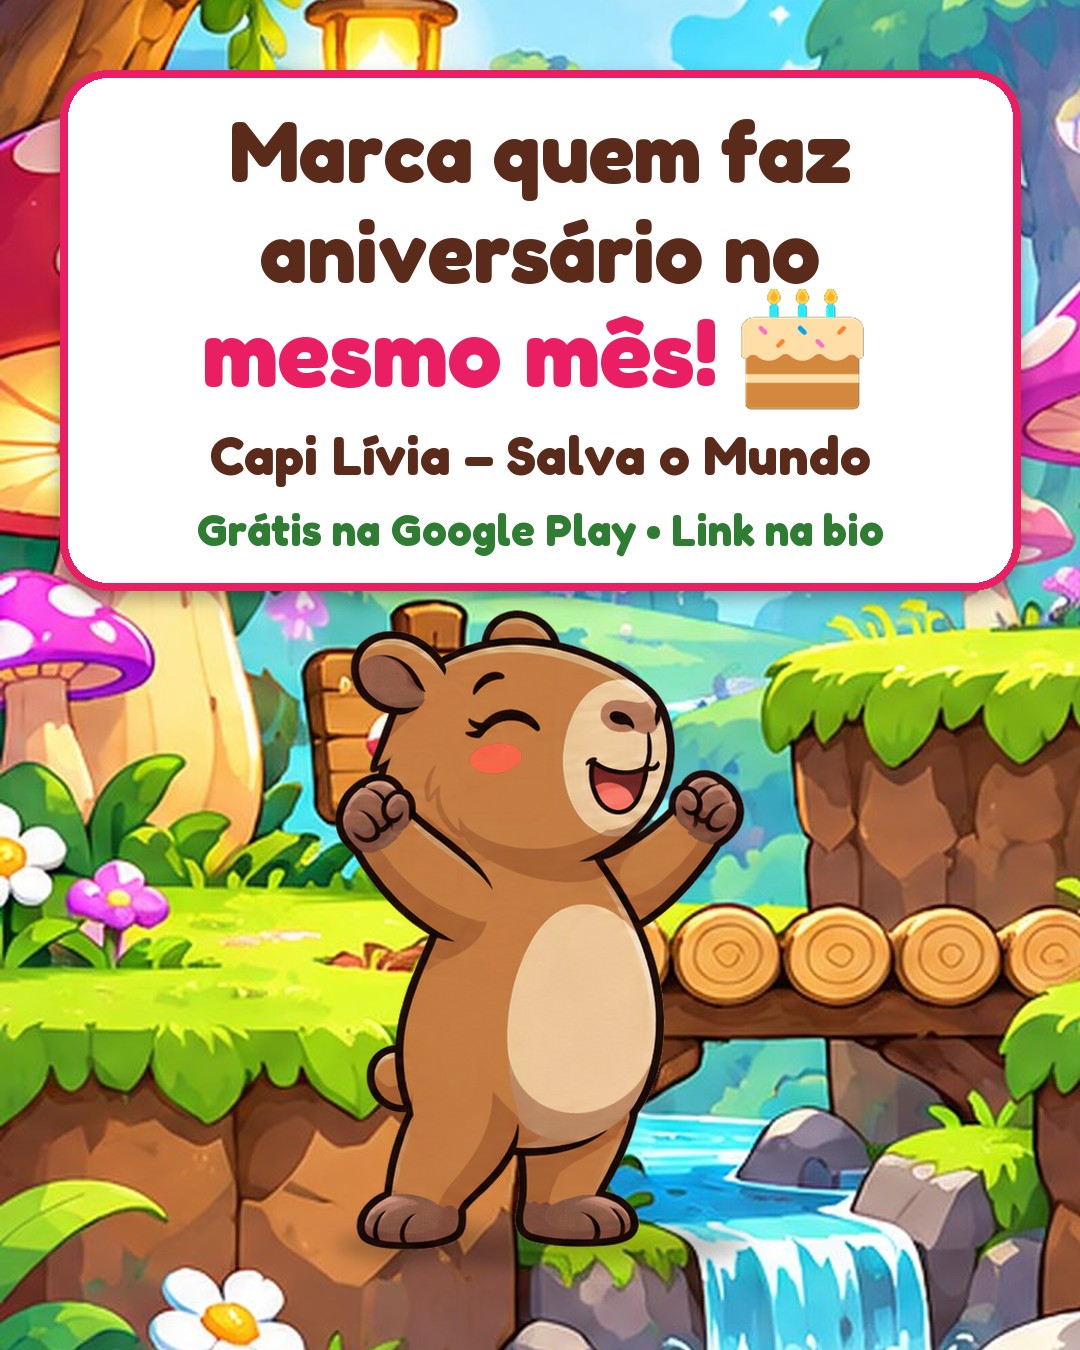 Marca quem faz
aniversário no
mesmo mês! 🎂
Capi Lívia – Salva o Mundo
Grátis na Google Play • Link na bio